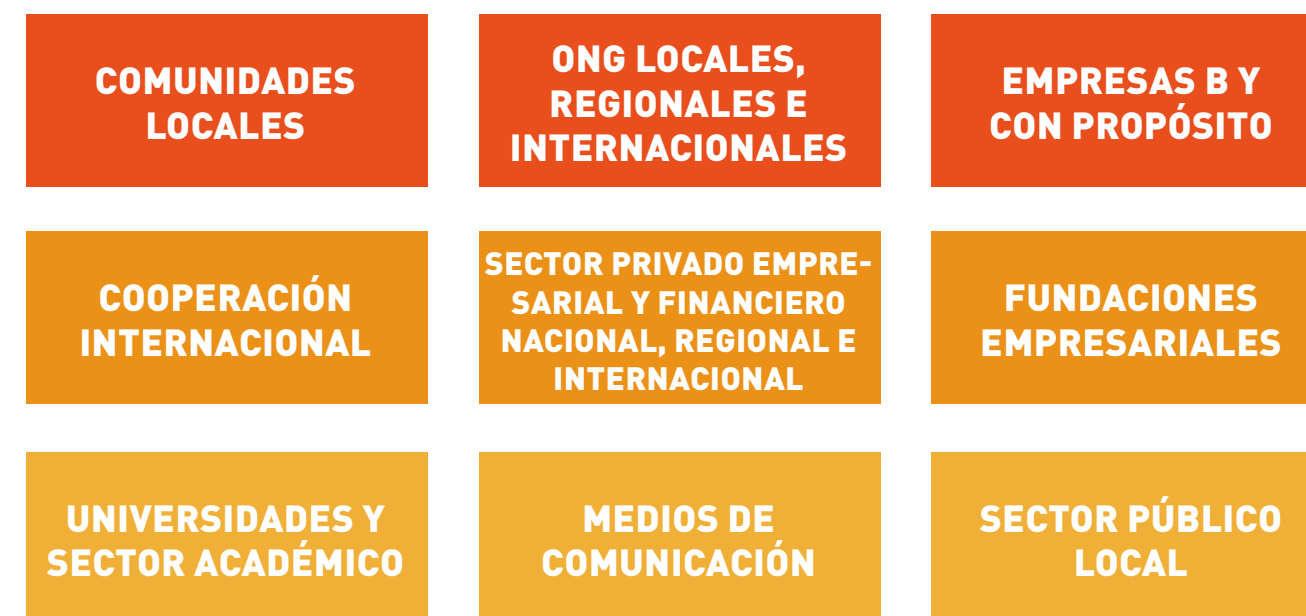 COMUNIDADES
LOCALES
ONG LOCALES,
REGIONALES E
INTERNACIONALES
EMPRESAS B Y
CON PROPÓSITO
COOPERACIÓN
INTERNACIONAL
SECTOR PRIVADO EMPRE-
SARIAL Y FINANCIERO
NACIONAL, REGIONAL E
INTERNACIONAL
FUNDACIONES
EMPRESARIALES
UNIVERSIDADES Y
SECTOR ACADÉMICO
MEDIOS DE
COMUNICACIÓN
SECTOR PÚBLICO
LOCAL